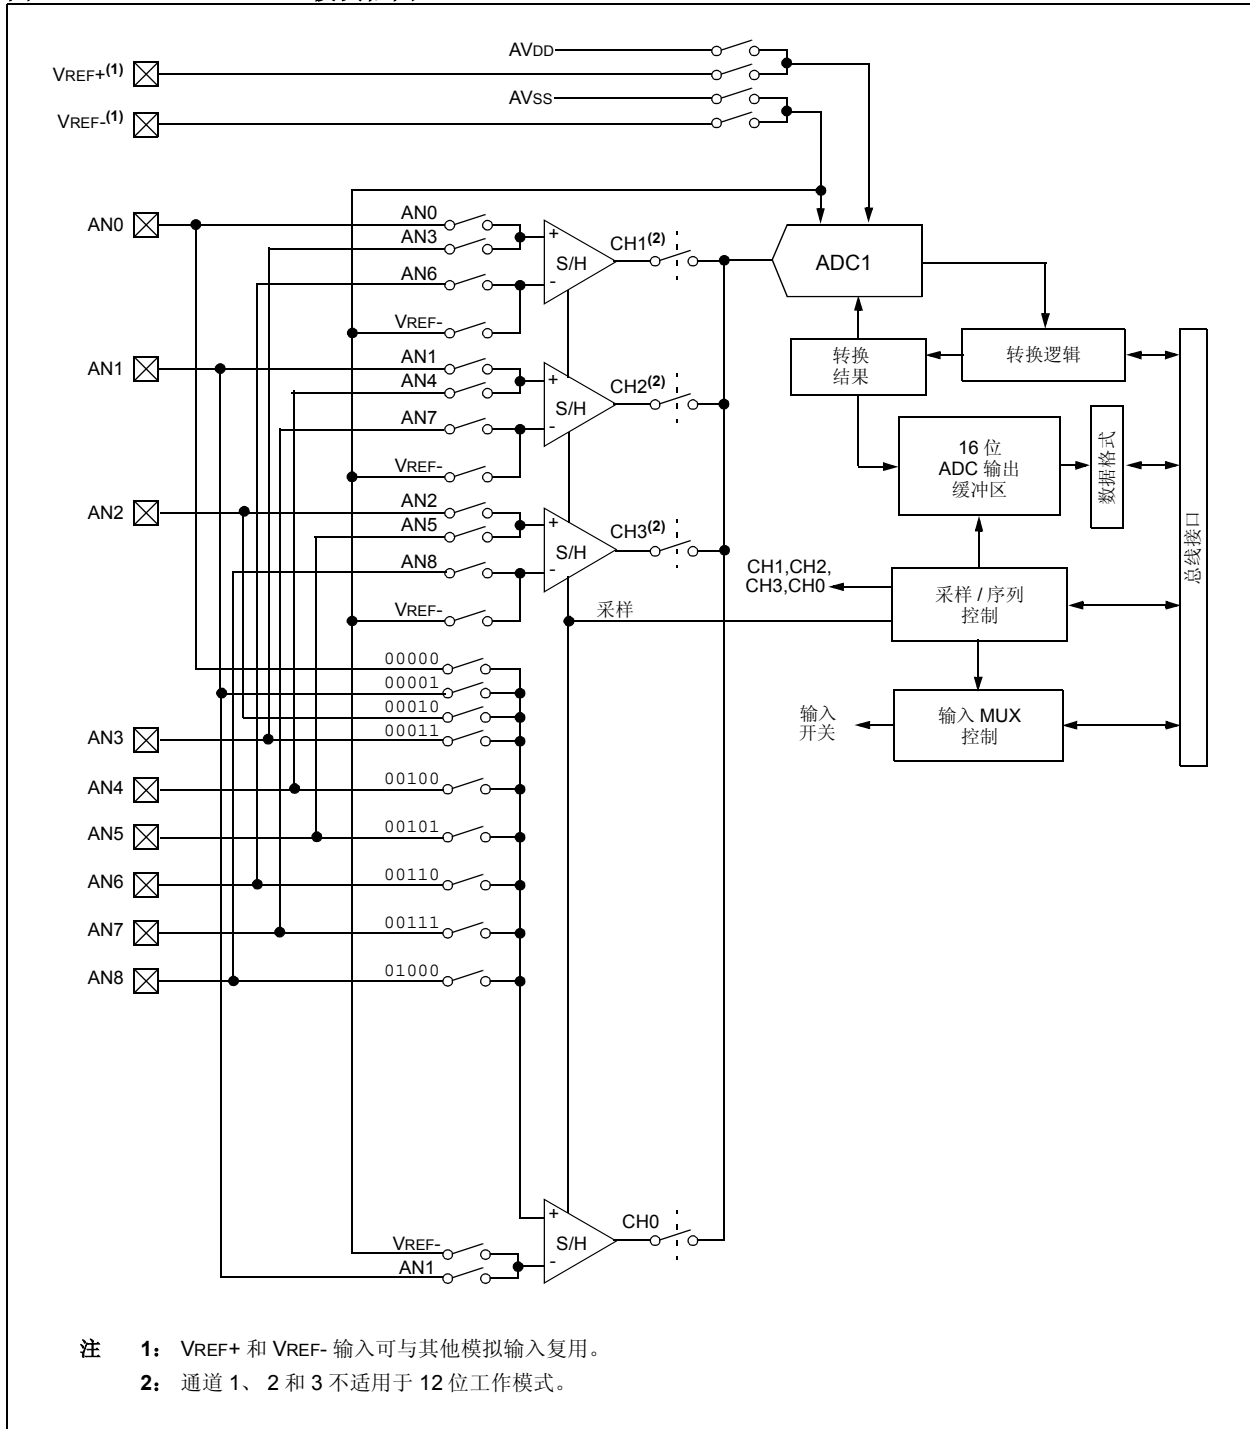 AVDD
VREF+(1)
AVSS
VREF-(1)
AN0
AN0
AN3
+
S/H
-
CH1(2)
AN6
VREF-
ADC1
转换
结果
转换逻辑
AN1
AN1
AN4
+
S/H
-
CH2(2)
AN7
VREF-
16 位
ADC 输出
缓冲区
数据格式
总线接口
AN2
AN2
AN5
+
S/H
-
CH3(2)
AN8
VREF-
CH1,CH2,
CH3,CH0
采样 / 序列
控制
采样
00000
00001
00010
00011
输入
开关
输入 MUX
控制
AN3
AN4
00100
AN5
00101
AN6
00110
AN7
00111
AN8
01000
+
S/H
-
CH0
VREF-
AN1
注 1： VREF+ 和 VREF- 输入可与其他模拟输入复用。
2： 通道 1、 2 和 3 不适用于 12 位工作模式。